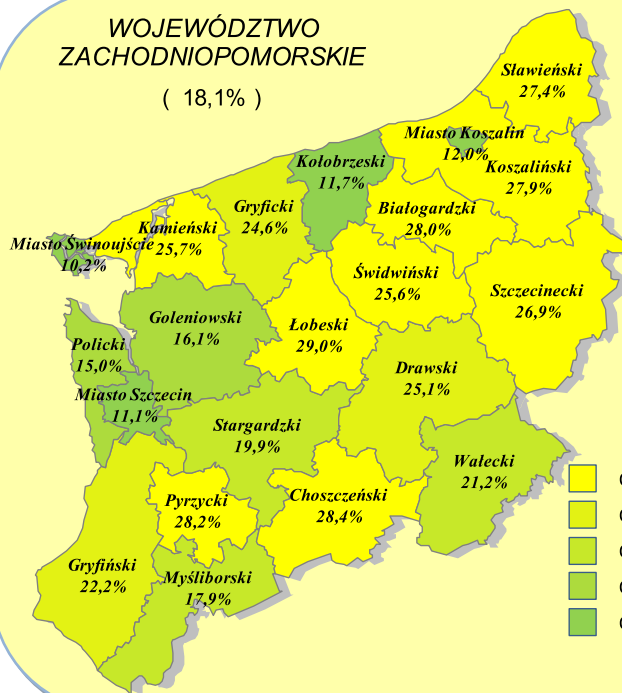 WOJEWÓDZTWO
ZACHODNIOPOMORSKIE
( 18,1% )
Sławieński
27,4%
Miasto Koszalin
12,0%
Koszaliński
27,9%
Kołobrzeski
11,7%
Białogardzki
28,0%
Gryficki
24,6%
Kamieński
25,7%
Miasto Świnoujście
10,2%
Świdwiński
25,6%
Szczecinecki
26,9%
Goleniowski
16,1%
Łobeski
29,0%
Policki
15,0%
Drawski
25,1%
Miasto Szczecin
11,1%
Stargardzki
19,9%
Wałecki
21,2%
Pyrzycki
28,2%
Choszczeński
28,4%
Gryfiński
22,2%
Myśliborski
17,9%